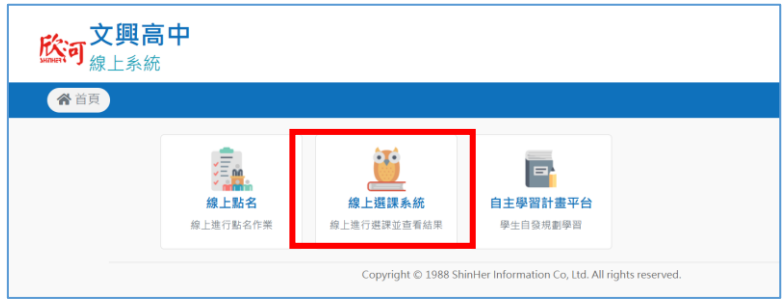 欣河
SHINHER
文興高中
線上系統
首頁
線上點名
線上進行點名作業
線上選課系統
線上進行選課並查看結果
自主學習計畫平台
學生自發規劃學習
Copyright © 1988 ShinHer Information Co, Ltd. All rights reserved.